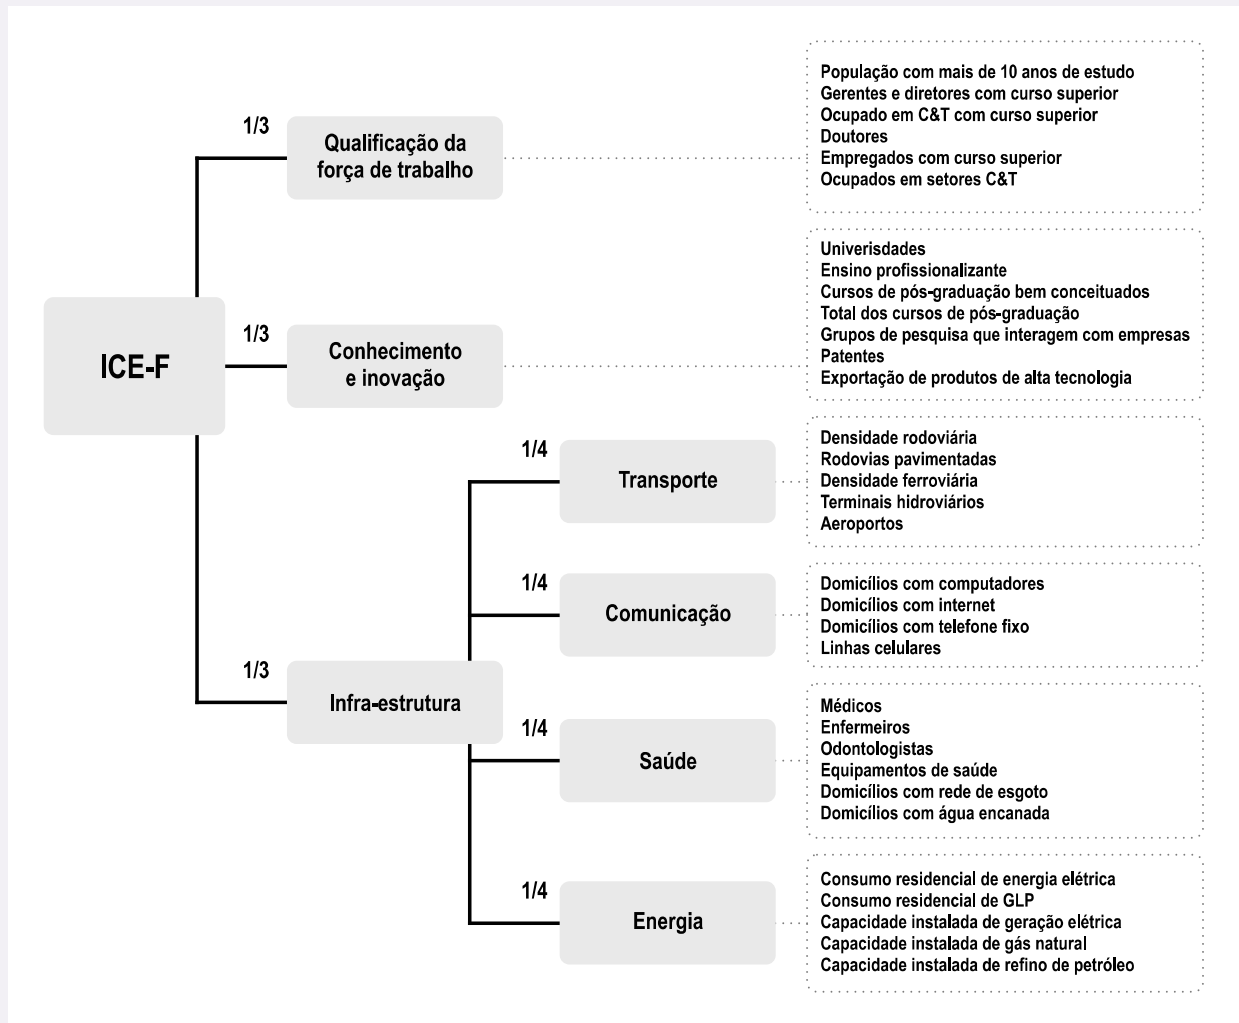 ICE-F
1/3
Qualificação da
força de trabalho
População com mais de 10 anos de estudo
Gerentes e diretores com curso superior
Ocupado em C&T com curso superior
Doutores
Empregados com curso superior
Ocupados em setores C&T
1/3
Conhecimento
e inovação
Univerisdades
Ensino profissionalizante
Cursos de pós-graduação bem conceituados
Total dos cursos de pós-graduação
Grupos de pesquisa que interagem com empresas
Patentes
Exportação de produtos de alta tecnologia
1/3
Infra-estrutura
1/4
Transporte
Densidade rodoviária
Rodovias pavimentadas
Densidade ferroviária
Terminais hidroviários
Aeroportos
1/4
Comunicação
Domicílios com computadores
Domicílios com internet
Domicílios com telefone fixo
Linhas celulares
1/4
Saúde
Médicos
Enfermeiros
Odontologistas
Equipamentos de saúde
Domicílios com rede de esgoto
Domicílios com água encanada
1/4
Energia
Consumo residencial de energia elétrica
Consumo residencial de GLP
Capacidade instalada de geração elétrica
Capacidade instalada de gás natural
Capacidade instalada de refino de petróleo